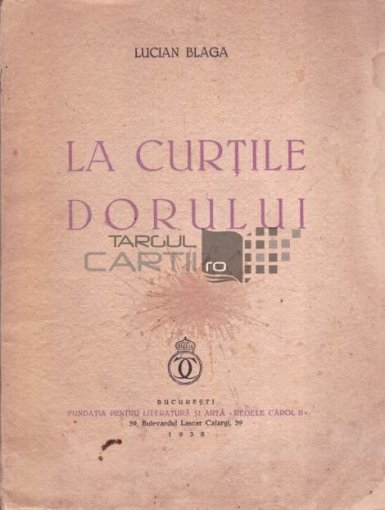 LUCIAN BLAGA
LA CURȚILE
DORULUI
TARGUL
CARTII.ro
BUCUREȘTI
FUNDAȚIA PENTRU LITERATURĂ ȘI ARTĂ «REGELE CAROL II»
39, Bulevardul Lascar Catargi, 39
1938